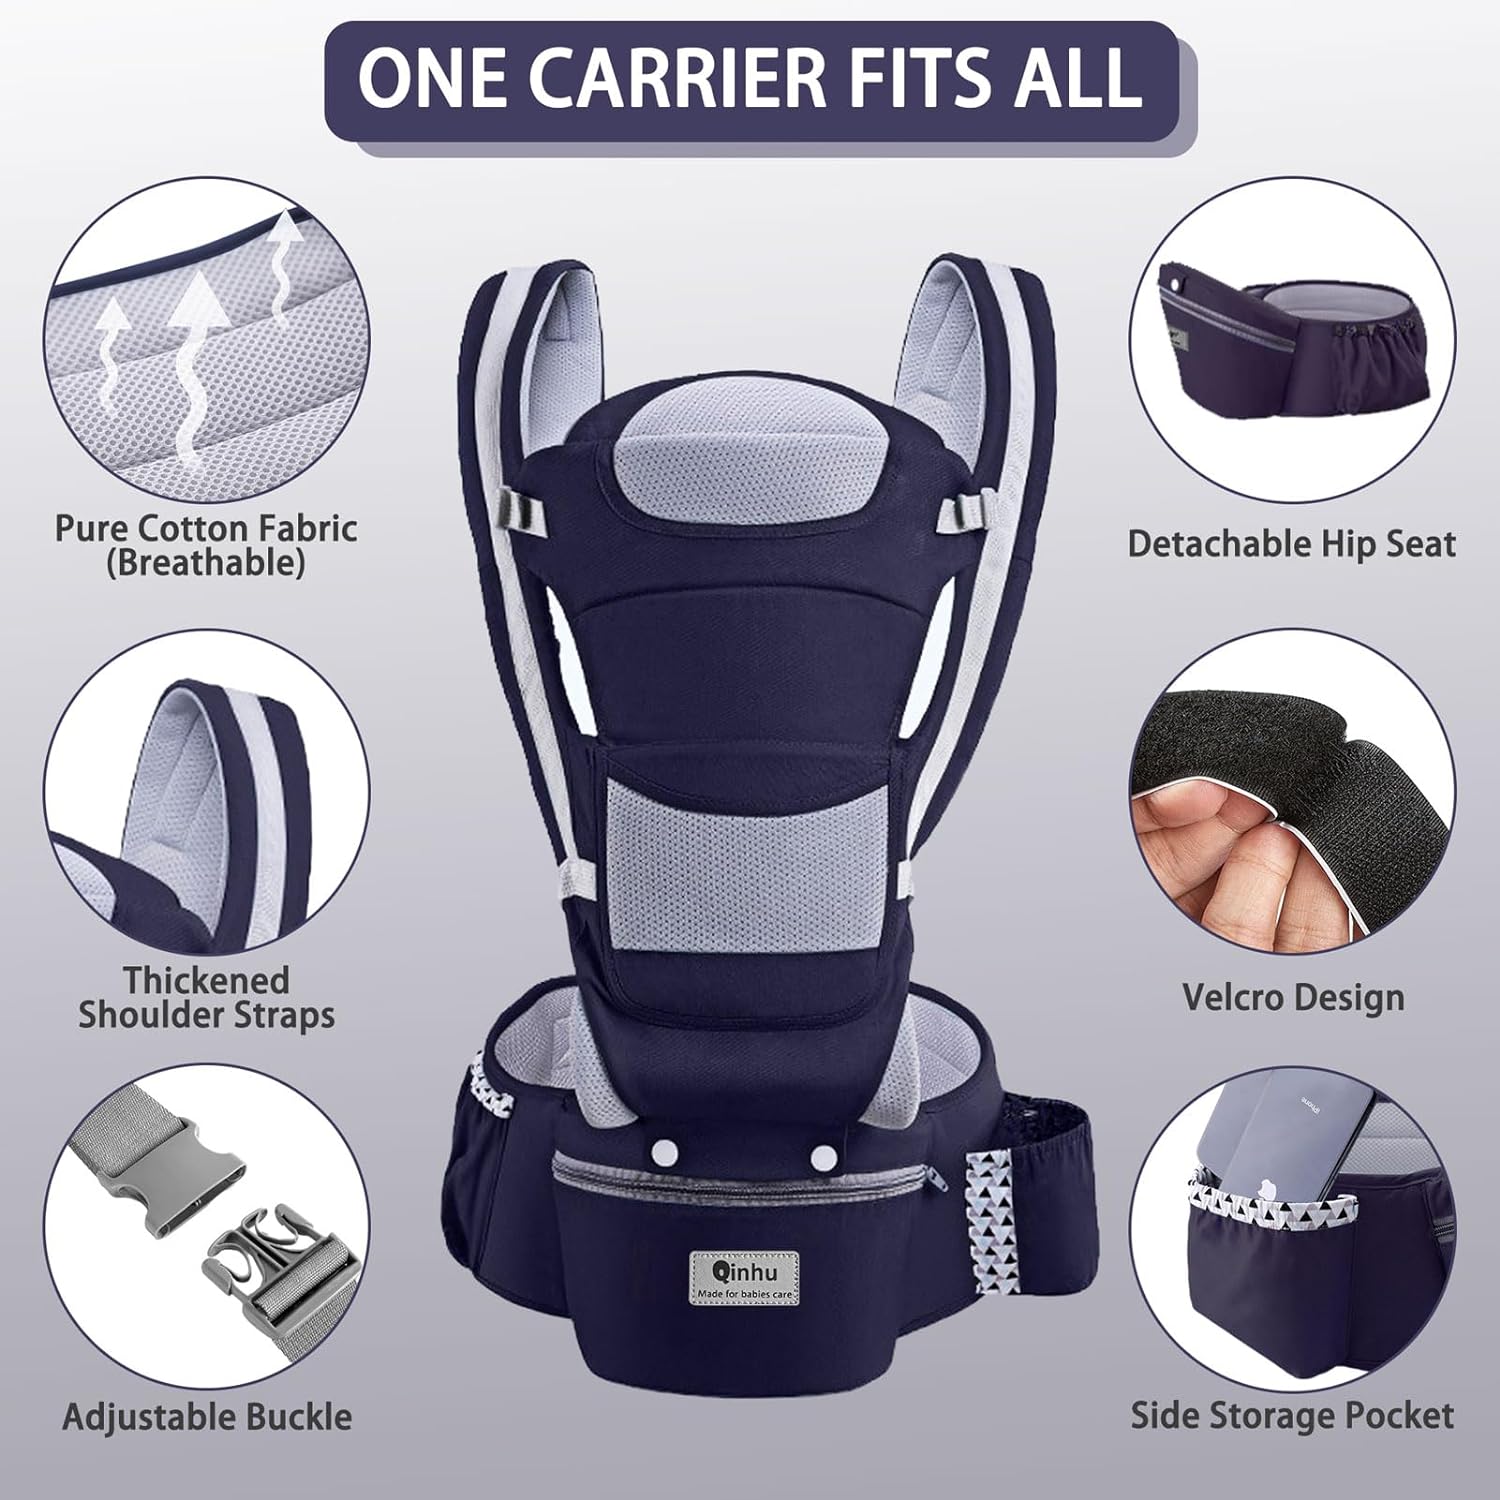 ONE CARRIER FITS ALL
Pure Cotton Fabric
(Breathable)
Detachable Hip Seat
Thickened
Shoulder Straps
Velcro Design
Adjustable Buckle
Side Storage Pocket
Qinhu
Made for babies care
iPhone